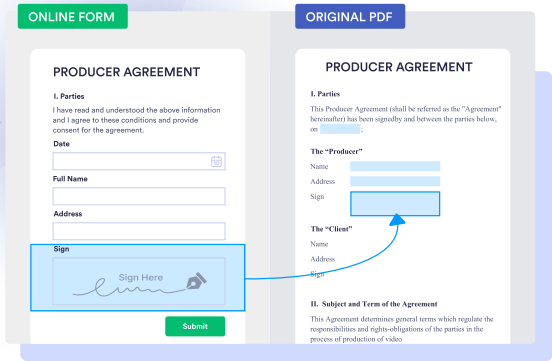 ONLINE FORM
PRODUCER AGREEMENT
I. Parties
I have read and understood the above information
and I agree to these conditions and provide
consent for the agreement.
Date
Full Name
Address
Sign
Sign Here
Submit
ORIGINAL PDF
PRODUCER AGREEMENT
I. Parties
This Producer Agreement (shall be referred as the "Agreement"
hereinafter) has been signedby and between the parties below,
on ;
The “Producer”
Name
Address
Sign
The “Client”
Name
Address
Sign
II. Subject and Term of the Agreement
This Agreement determines general terms which regulate the
responsibilities and rights-obligations of the parties in the
process of production of video